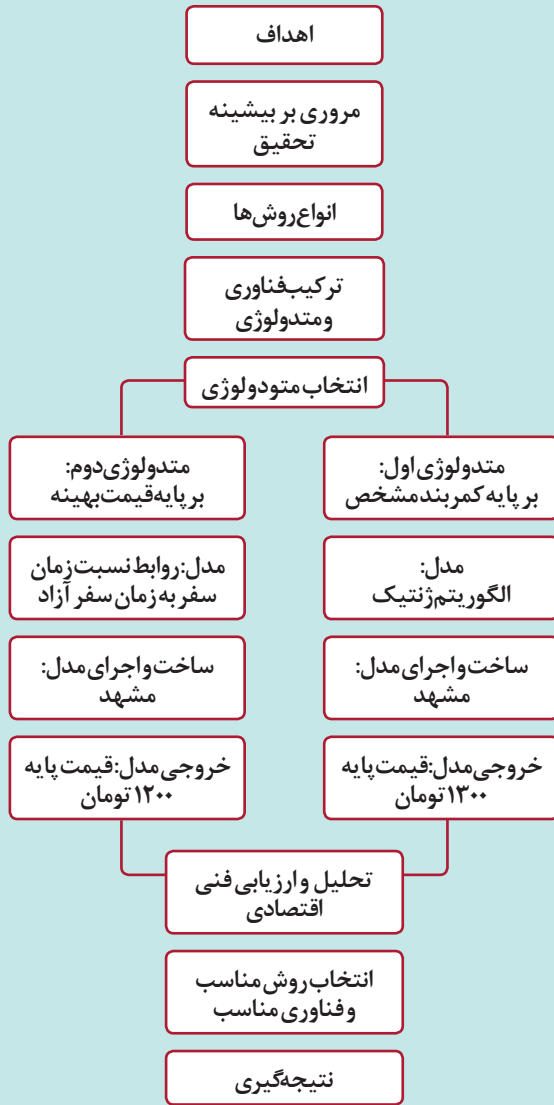 اهداف
مروری بر بیشینه
تحقیق
انواع روش‌ها
ترکیب فناوری
و متدولوژی
انتخاب متودولوژی
متدولوژی اول:
بر پایه کمربند مشخص
متدولوژی دوم:
بر پایه قیمت بهینه
مدل:
الگوریتم ژنتیک
مدل: روابط نسبت زمان
سفر به زمان سفر آزاد
ساخت و اجرای مدل:
مشهد
ساخت و اجرای مدل:
مشهد
خروجی مدل: قیمت پایه
۱۳۰۰ تومان
خروجی مدل: قیمت پایه
۱۲۰۰ تومان
تحلیل و ارزیابی فنی
اقتصادی
انتخاب روش مناسب
و فناوری مناسب
نتیجه‌گیری